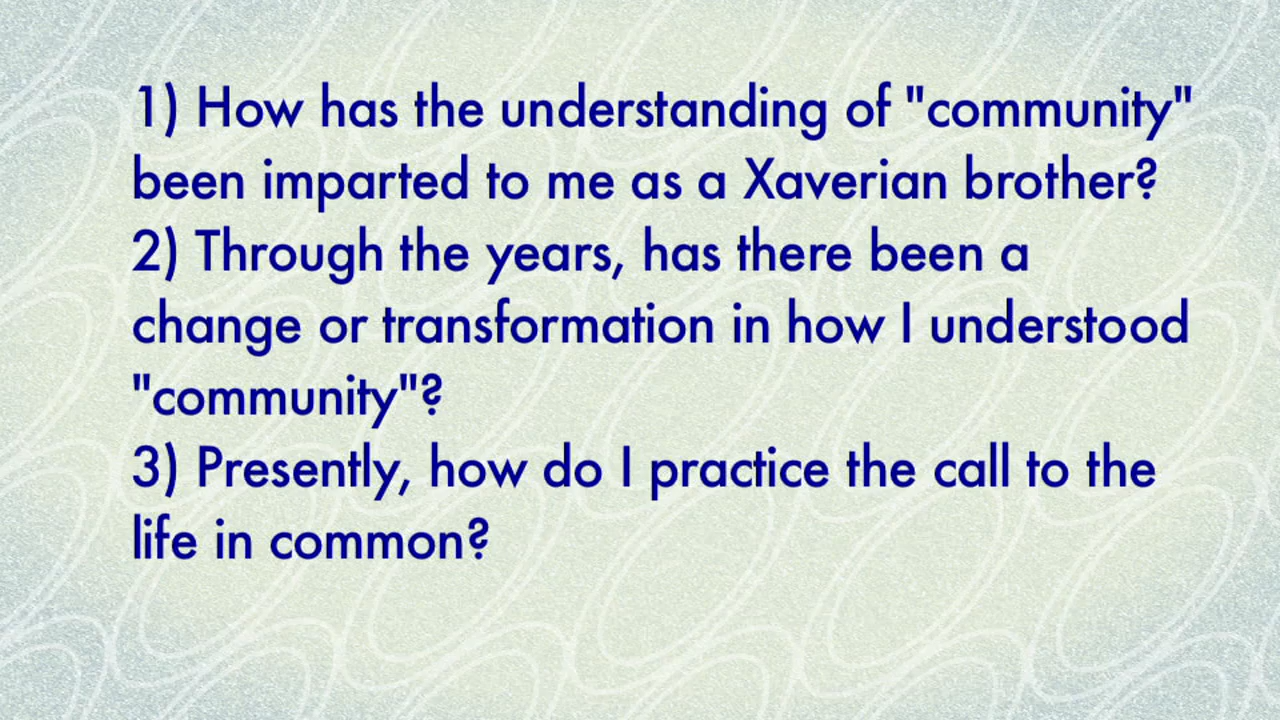 1) How has the understanding of "community"
been imparted to me as a Xaverian brother?
2) Through the years, has there been a
change or transformation in how I understood
"community"?
3) Presently, how do I practice the call to the
life in common?